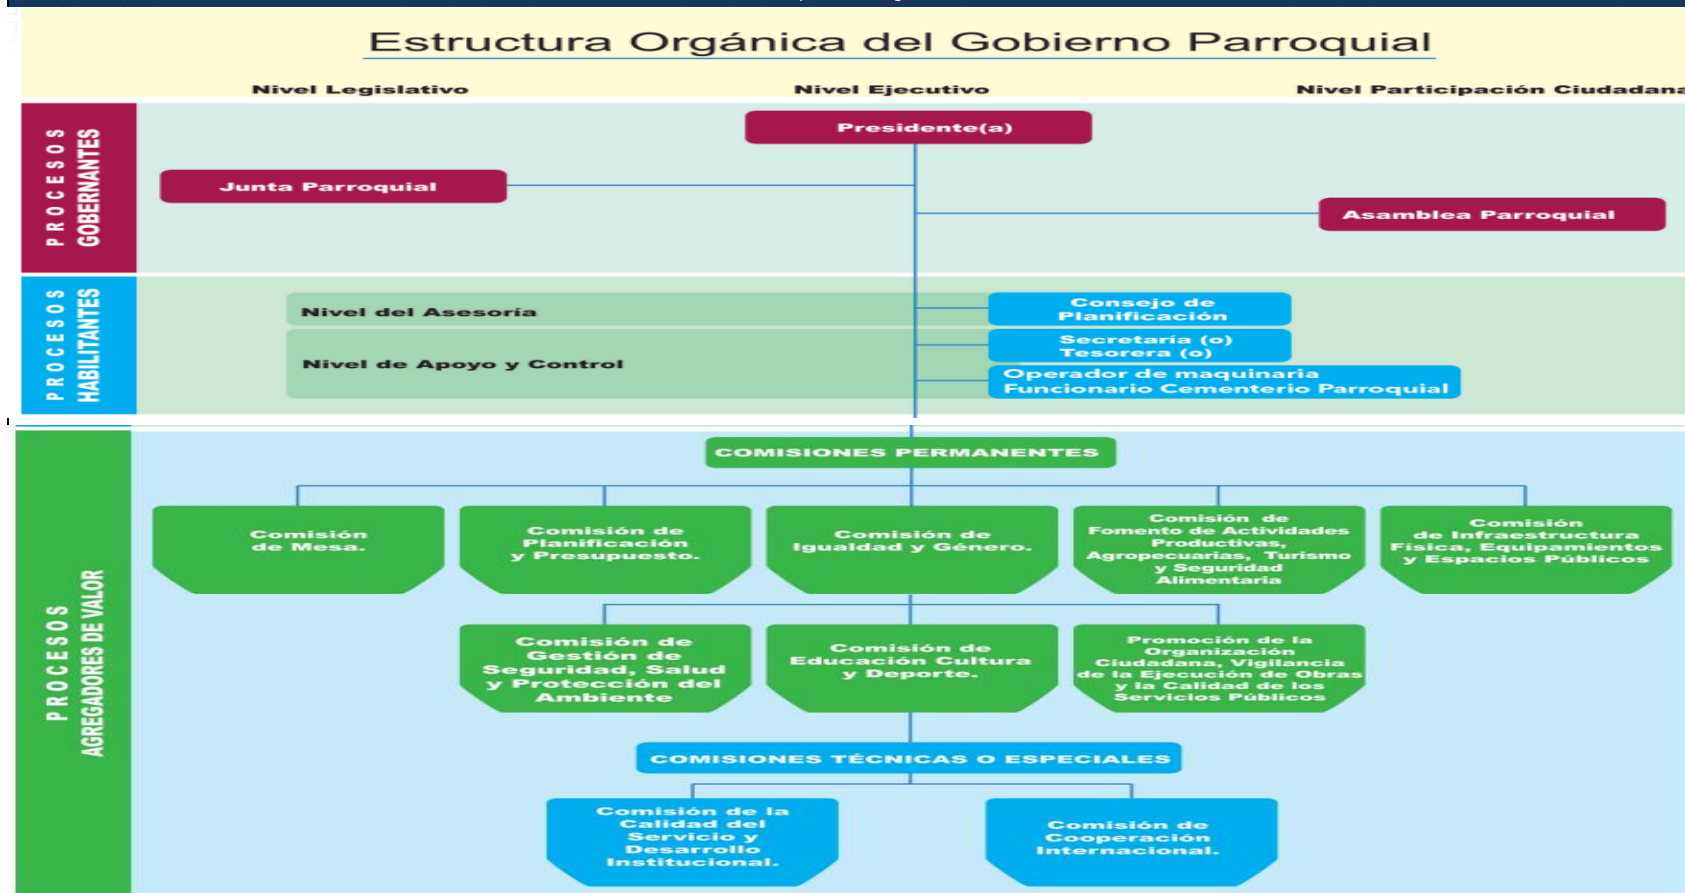 Estructura Orgánica del Gobierno Parroquial
Nivel Legislativo
Nivel Ejecutivo
Nivel Participación Ciudadana
PROCESOS
GOBERNANTES
Presidente(a)
Junta Parroquial
Asamblea Parroquial
PROCESOS
HABILITANTES
Nivel del Asesoría
Consejo de
Planificación
Nivel de Apoyo y Control
Secretaría (o)
Tesorera (o)
Operador de maquinaria
Funcionario Cementerio Parroquial
PROCESOS
AGREGADORES DE VALOR
COMISIONES PERMANENTES
Comisión
de Mesa.
Comisión de
Planificación
y Presupuesto.
Comisión de
Igualdad y Género.
Comisión de
Fomento de Actividades
Productivas,
Agropecuarias, Turismo
y Seguridad
Alimentaria
Comisión
de Infraestructura
Física, Equipamientos
y Espacios Públicos
Comisión de
Gestión de
Seguridad, Salud
y Protección del
Ambiente
Comisión de
Educación Cultura
y Deporte.
Promoción de la
Organización
Ciudadana, Vigilancia
de la Ejecución de Obras
y la Calidad de los
Servicios Públicos
COMISIONES TÉCNICAS O ESPECIALES
Comisión de la
Calidad del
Servicio y
Desarrollo
Institucional.
Comisión de
Cooperación
Internacional.